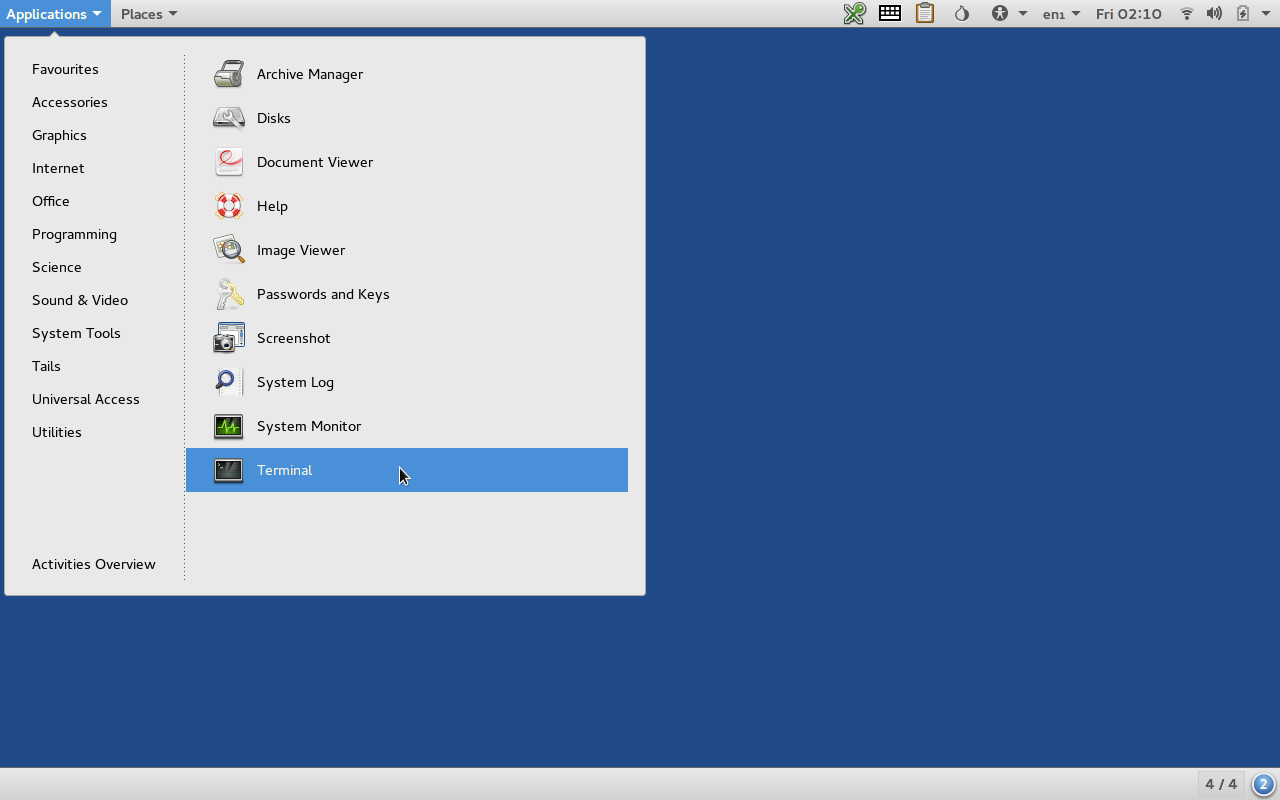 Applications Places en1 Fri 02:10
Favourites
Accessories
Graphics
Internet
Office
Programming
Science
Sound & Video
System Tools
Tails
Universal Access
Utilities
Activities Overview
Archive Manager
Disks
Document Viewer
Help
Image Viewer
Passwords and Keys
Screenshot
System Log
System Monitor
Terminal
4 / 4 2